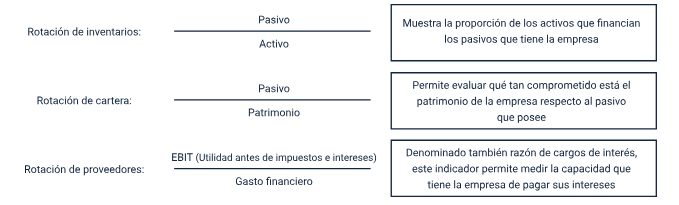 Rotación de inventarios:
Pasivo
Activo
Muestra la proporción de los activos que financian
los pasivos que tiene la empresa
Rotación de cartera:
Pasivo
Patrimonio
Permite evaluar qué tan comprometido está el
patrimonio de la empresa respecto al pasivo
que posee
Rotación de proveedores:
EBIT (Utilidad antes de impuestos e intereses)
Gasto financiero
Denominado también razón de cargos de interés,
este indicador permite medir la capacidad que
tiene la empresa de pagar sus intereses